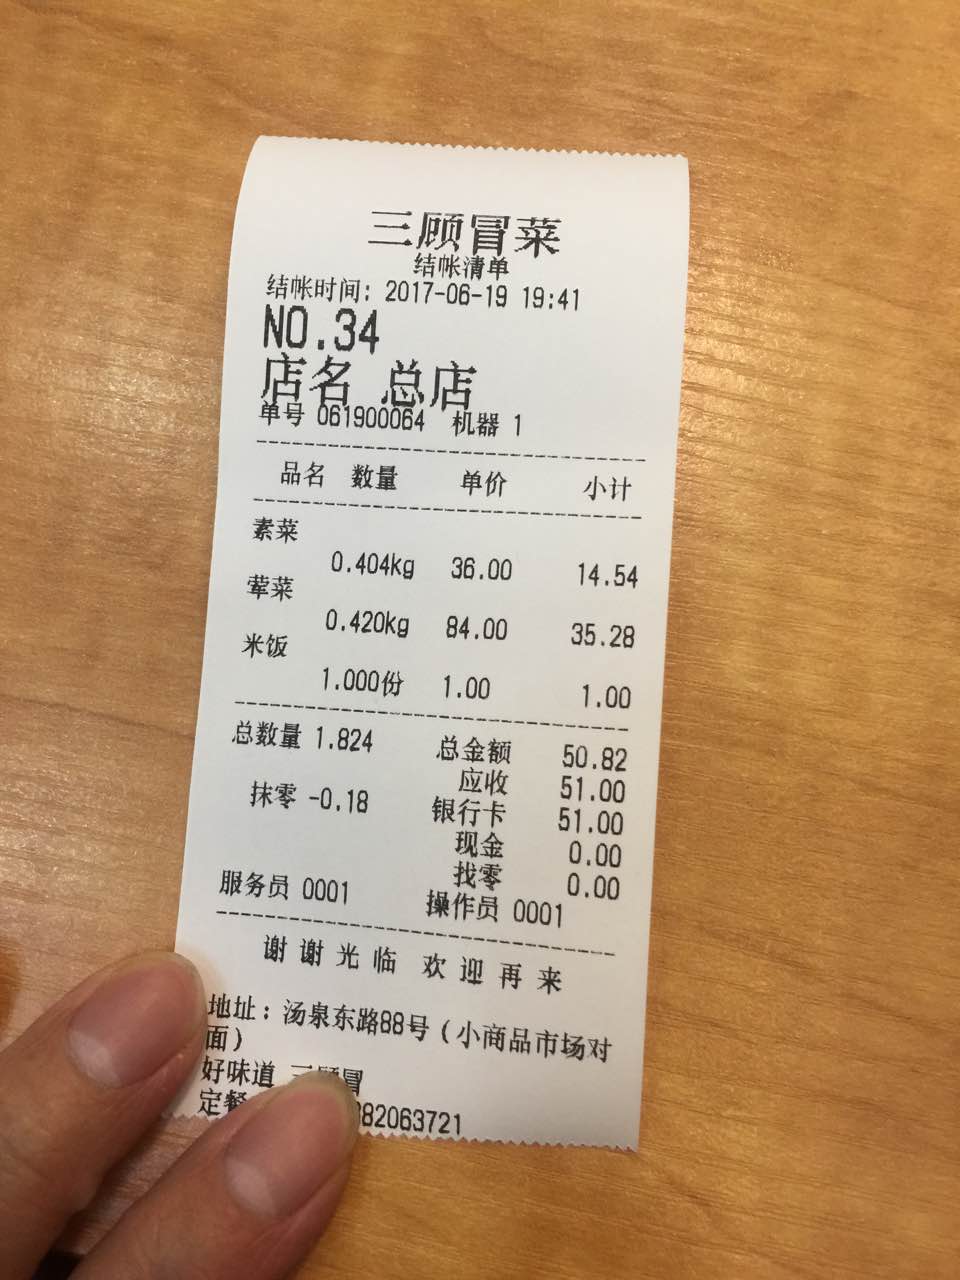 三顾冒菜
结帐清单
结帐时间: 2017-06-19 19:41
NO.34
店名 总店
单号 061900064 机器 1
品名 数量 单价 小计
素菜
0.404kg 36.00 14.54
荤菜
0.420kg 84.00 35.28
米饭
1.000份 1.00 1.00
总数量 1.824 总金额 50.82
应收 51.00
抹零 -0.18 银行卡 51.00
现金 0.00
找零 0.00
服务员 0001 操作员 0001
谢谢光临 欢迎再来
地址：汤泉东路88号（小商品市场对
面）
好味道 三顾冒
定餐 82063721